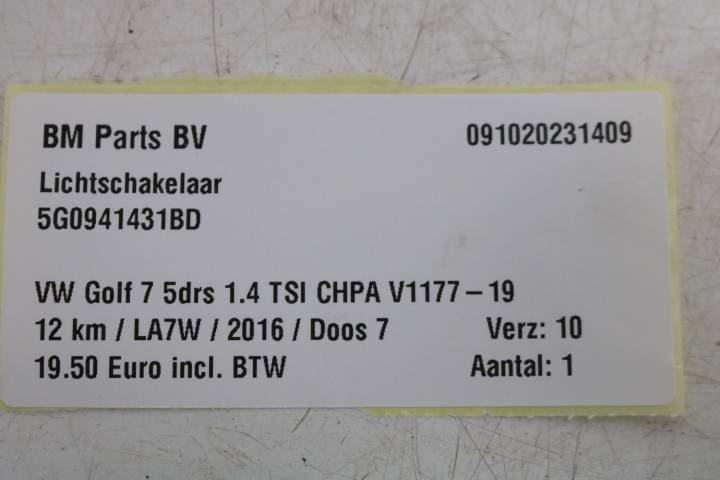 BM Parts BV 091020231409
Lichtschakelaar
5G0941431BD
VW Golf 7 5drs 1.4 TSI CHPA V1177-19
12 km / LA7W / 2016 / Doos 7 Verz: 10
19.50 Euro incl. BTW Aantal: 1